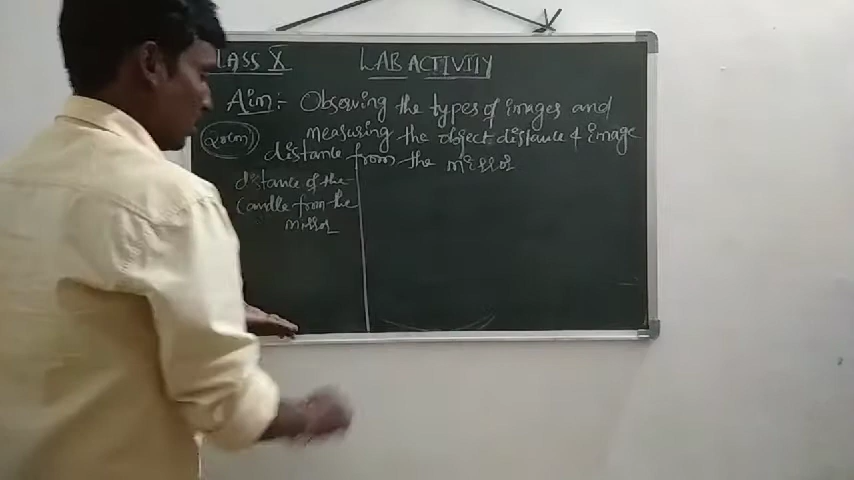 LASS X LAB ACTIVITY
Aim:- Observing the types of images and
measuring the object distance & image
distance from the mirror
20cm
distance of the
candle from the
mirror